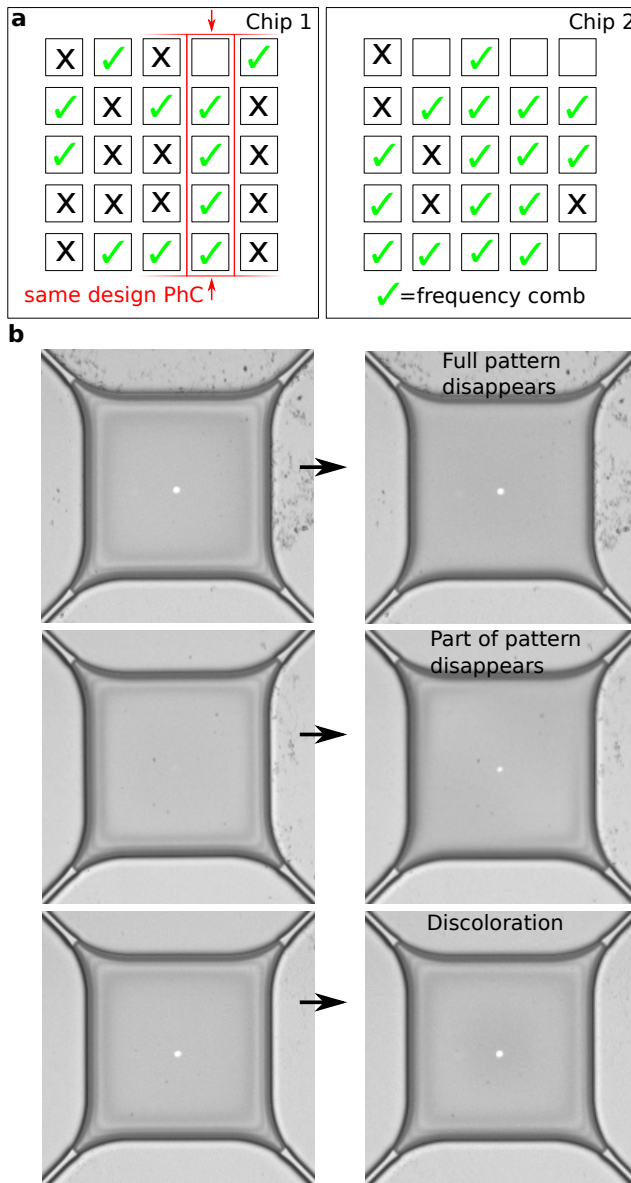 a
Chip 1
Chip 2
X ✓ X ✓
X ✓
✓ X ✓ ✓ X
X ✓ ✓ ✓ ✓
✓ X X ✓ X
✓ X ✓ ✓ ✓
X X X ✓ X
✓ X ✓ ✓ X
X ✓ ✓ ✓ X
✓ ✓ ✓ ✓
same design PhC
✓=frequency comb
b
Full pattern
disappears
Part of pattern
disappears
Discoloration